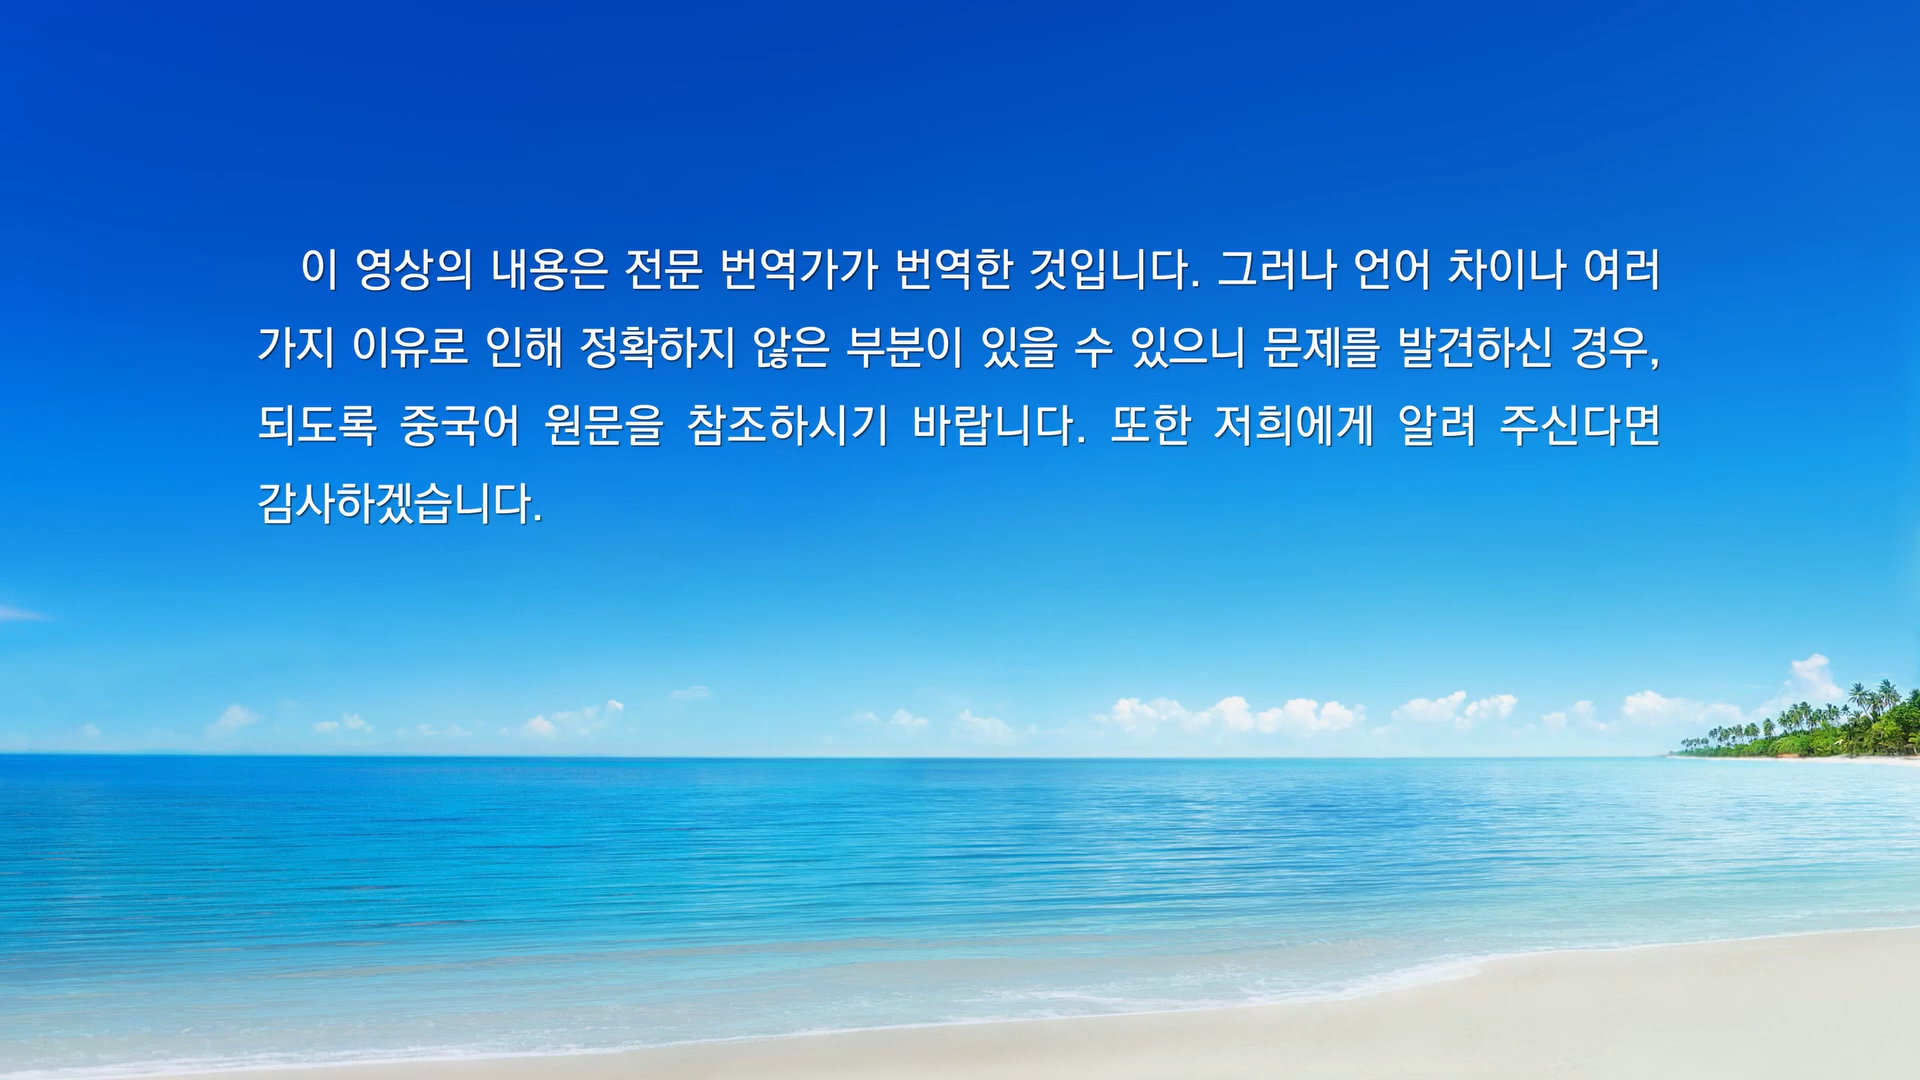 이 영상의 내용은 전문 번역가가 번역한 것입니다. 그러나 언어 차이나 여러
가지 이유로 인해 정확하지 않은 부분이 있을 수 있으니 문제를 발견하신 경우,
되도록 중국어 원문을 참조하시기 바랍니다. 또한 저희에게 알려 주신다면
감사하겠습니다.